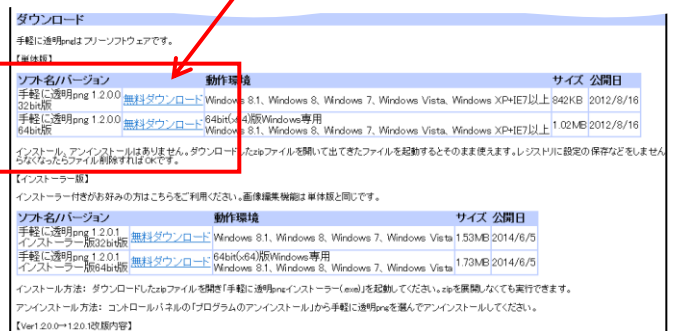 ダウンロード
手軽に透明pngはフリーソフトウェアです。
【単体版】
ソフト名/バージョン 動作環境 サイズ 公開日
手軽に透明png 1.2.0.0
32bit版 無料ダウンロード Windows 8.1、Windows 8、Windows 7、Windows Vista、Windows XP+IE7以上 842KB 2012/8/16
手軽に透明png 1.2.0.0
64bit版 無料ダウンロード 64bit(x64)版Windows専用
Windows 8.1、Windows 8、Windows 7、Windows Vista、Windows XP+IE7以上 1.02MB 2012/8/16
インストール、アンインストールはありません。ダウンロードしたzipファイルを開いて出てきたファイルを起動するとそのまま使えます。レジストリに設定の保存などをしません
らなくなったらファイル削除すればOKです。
【インストーラー版】
インストーラー付きがお好みの方はこちらをご利用ください。画像編集機能は単体版と同じです。
ソフト名/バージョン 動作環境 サイズ 公開日
手軽に透明png 1.2.0.1
インストーラー版32bit版 無料ダウンロード Windows 8.1、Windows 8、Windows 7、Windows Vista 1.53MB 2014/6/5
手軽に透明png 1.2.0.1
インストーラー版64bit版 無料ダウンロード 64bit(x64)版Windows専用
Windows 8.1、Windows 8、Windows 7、Windows Vista 1.73MB 2014/6/5
インストール方法： ダウンロードしたzipファイルを開き「手軽に透明pngインストーラー(.exe)」を起動してください。zipを展開しなくても実行できます。
アンインストール方法： コントロールパネルの「プログラムのアンインストール」から手軽に透明pngを選んでアンインストールしてください。
【Ver1.2.0.0→1.2.0.1改版内容】